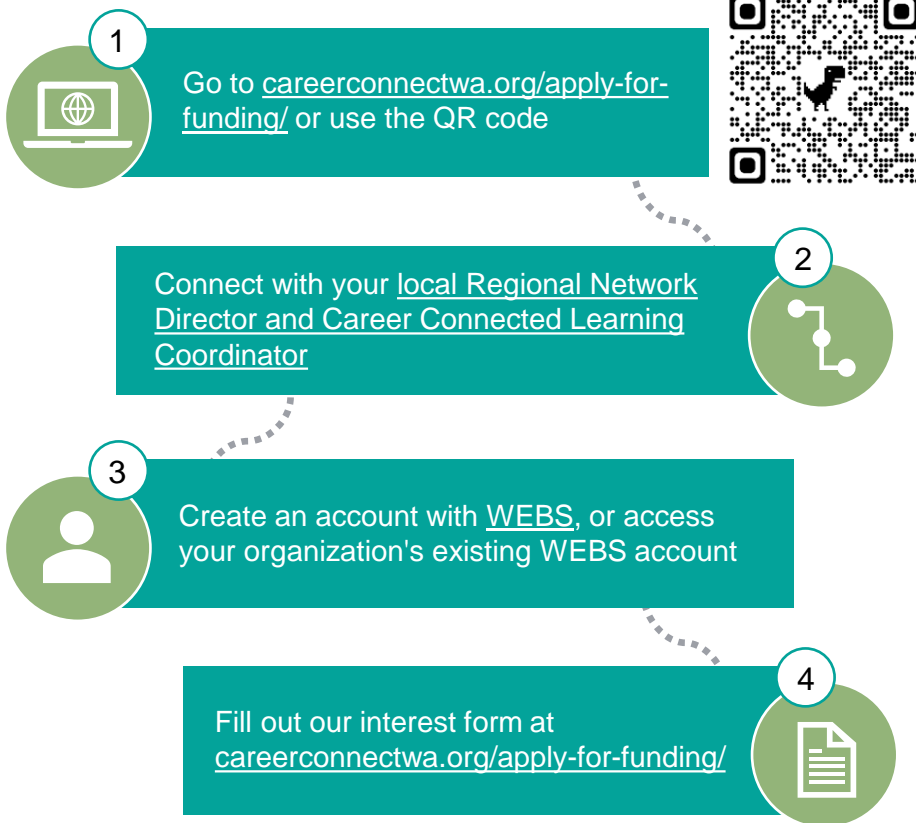 1
Go to careerconnectwa.org/apply-for-
funding/ or use the QR code
2
Connect with your local Regional Network
Director and Career Connected Learning
Coordinator
3
Create an account with WEBS, or access
your organization's existing WEBS account
4
Fill out our interest form at
careerconnectwa.org/apply-for-funding/